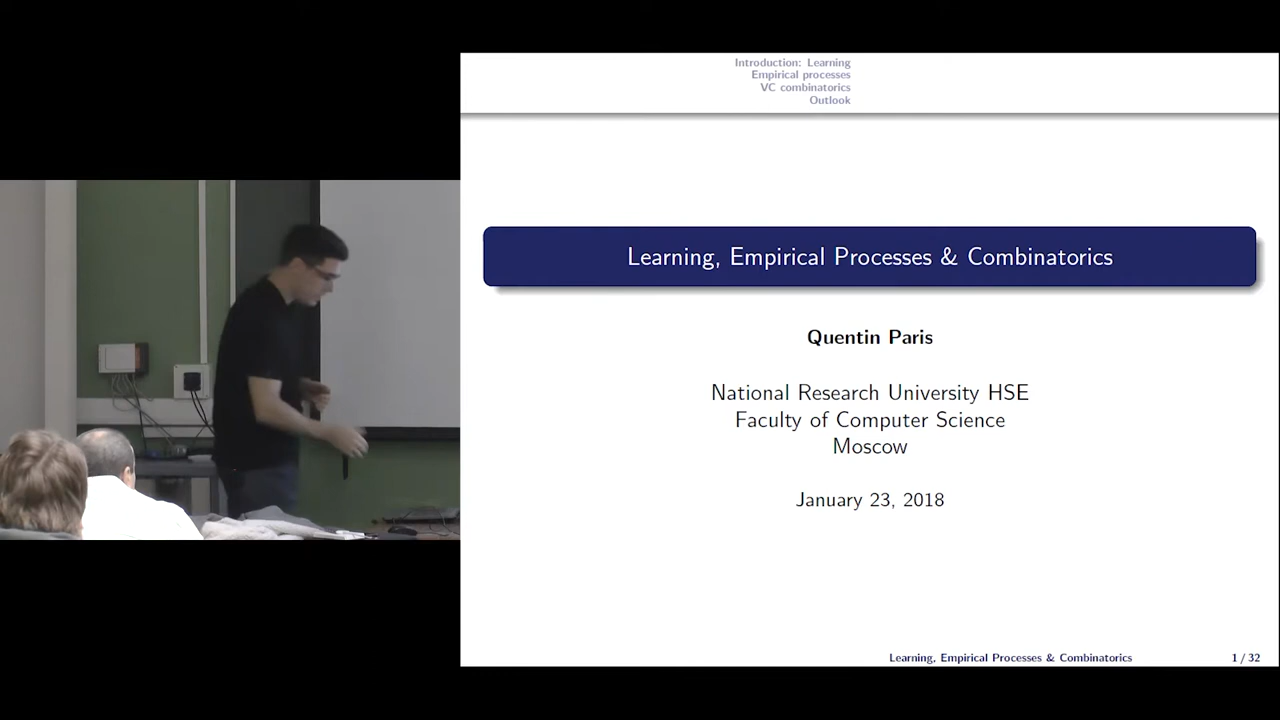 Introduction: Learning
Empirical processes
VC combinatorics
Outlook
Learning, Empirical Processes & Combinatorics
Quentin Paris
National Research University HSE
Faculty of Computer Science
Moscow
January 23, 2018
Learning, Empirical Processes & Combinatorics
1 / 32